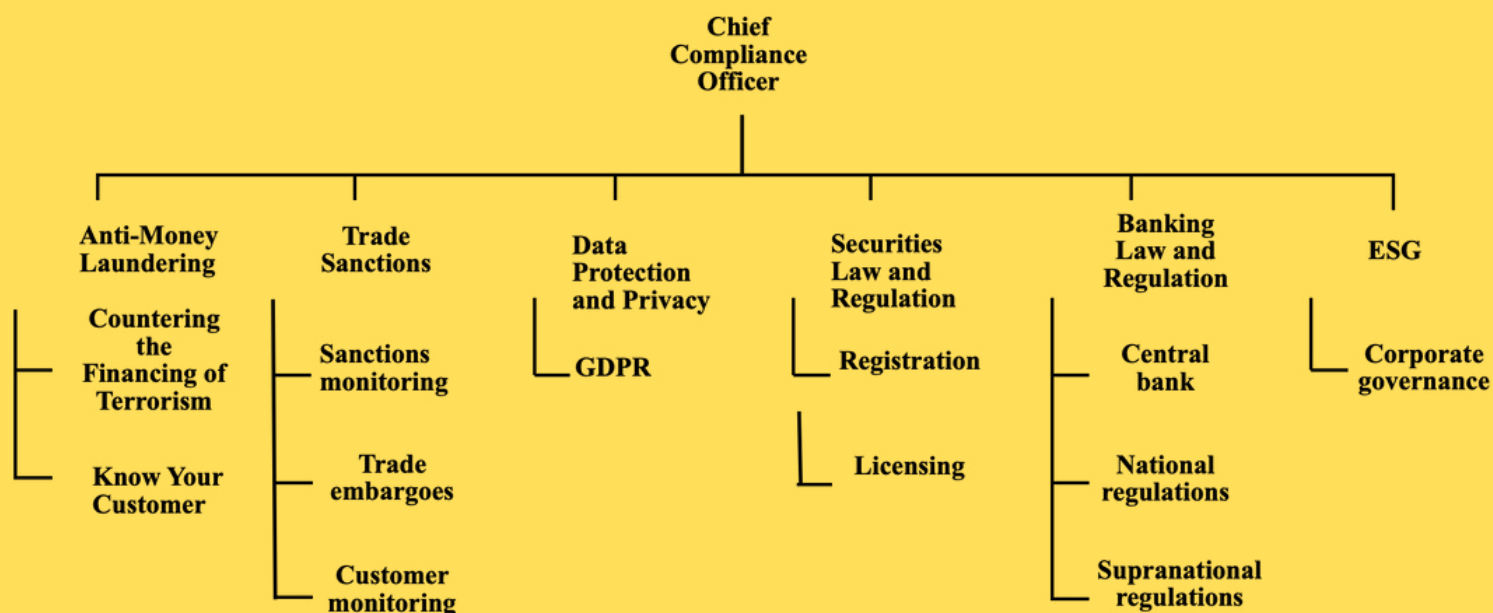 Chief
Compliance
Officer
Anti-Money
Laundering
Countering
the
Financing of
Terrorism
Know Your
Customer
Trade
Sanctions
Sanctions
monitoring
Trade
embargoes
Customer
monitoring
Data
Protection
and Privacy
GDPR
Securities
Law and
Regulation
Registration
Licensing
Banking
Law and
Regulation
Central
bank
National
regulations
Supranational
regulations
ESG
Corporate
governance